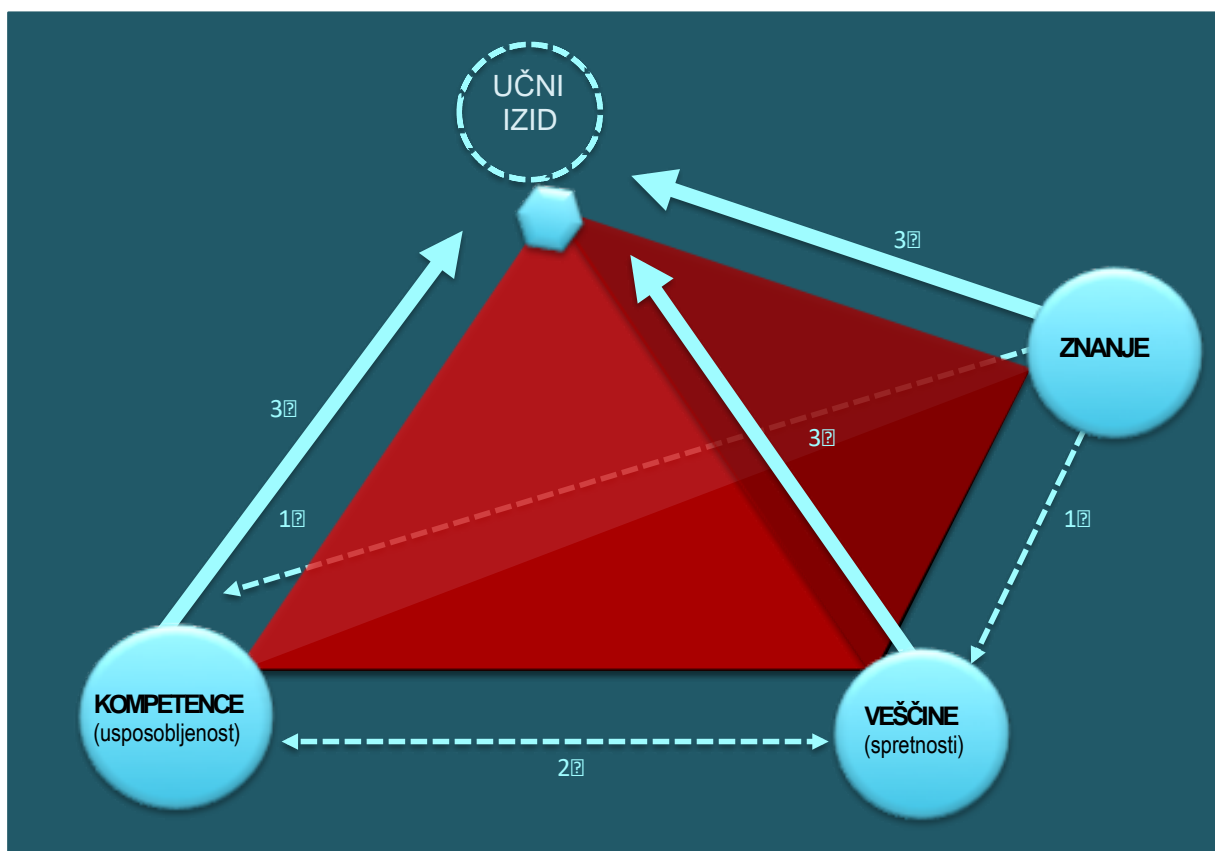 UČNI
IZID
3�
ZNANJE
3�
3�
1�
1�
KOMPETENCE
(usposobljenost)
VEŠČINE
(spretnosti)
2�